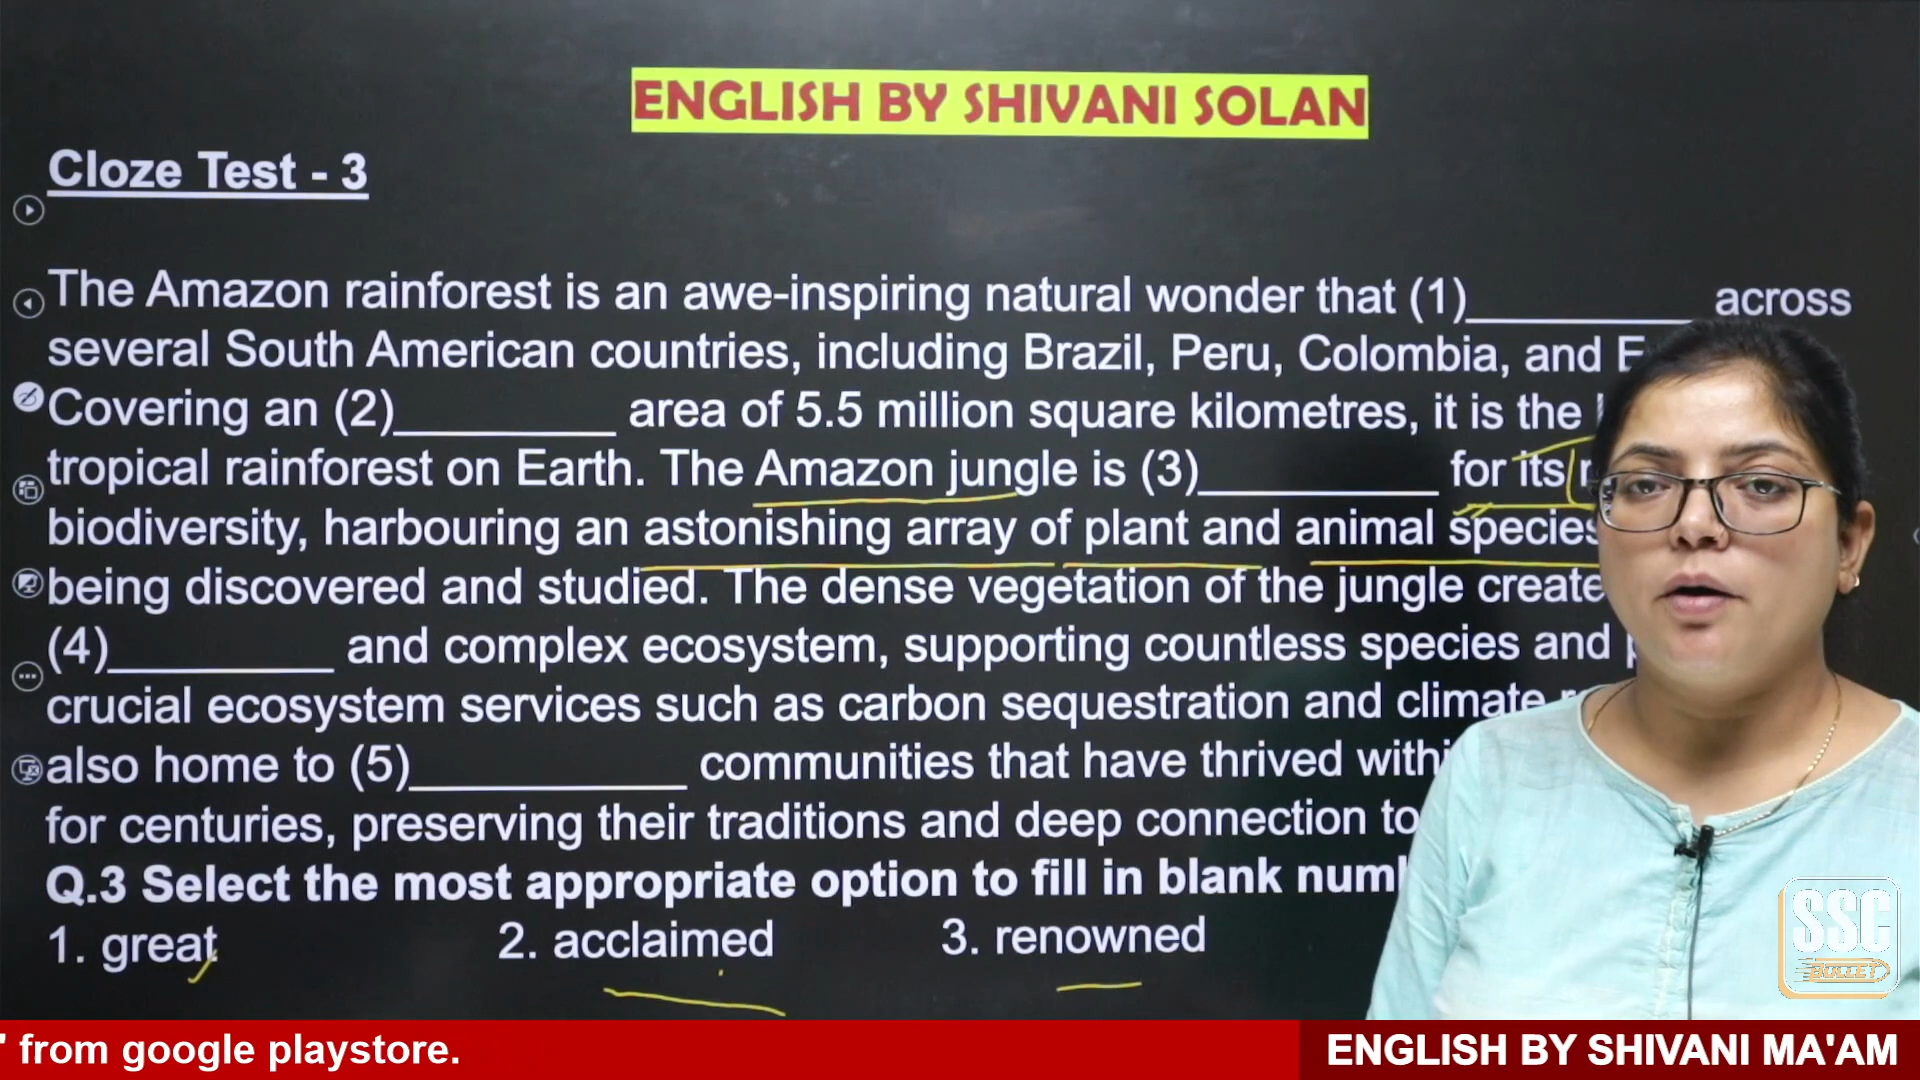 ENGLISH BY SHIVANI SOLAN
Cloze Test - 3
The Amazon rainforest is an awe-inspiring natural wonder that (1)_________ across
several South American countries, including Brazil, Peru, Colombia, and
Covering an (2)_________ area of 5.5 million square kilometres, it is the
tropical rainforest on Earth. The Amazon jungle is (3)__________ for its
biodiversity, harbouring an astonishing array of plant and animal species
being discovered and studied. The dense vegetation of the jungle create
(4)_________ and complex ecosystem, supporting countless species and
crucial ecosystem services such as carbon sequestration and climate
also home to (5)___________ communities that have thrived
for centuries, preserving their traditions and deep connection to
Q.3 Select the most appropriate option to fill in blank
1. great 2. acclaimed 3. renowned
SSC
BULLET
' from google playstore.
ENGLISH BY SHIVANI MA'AM